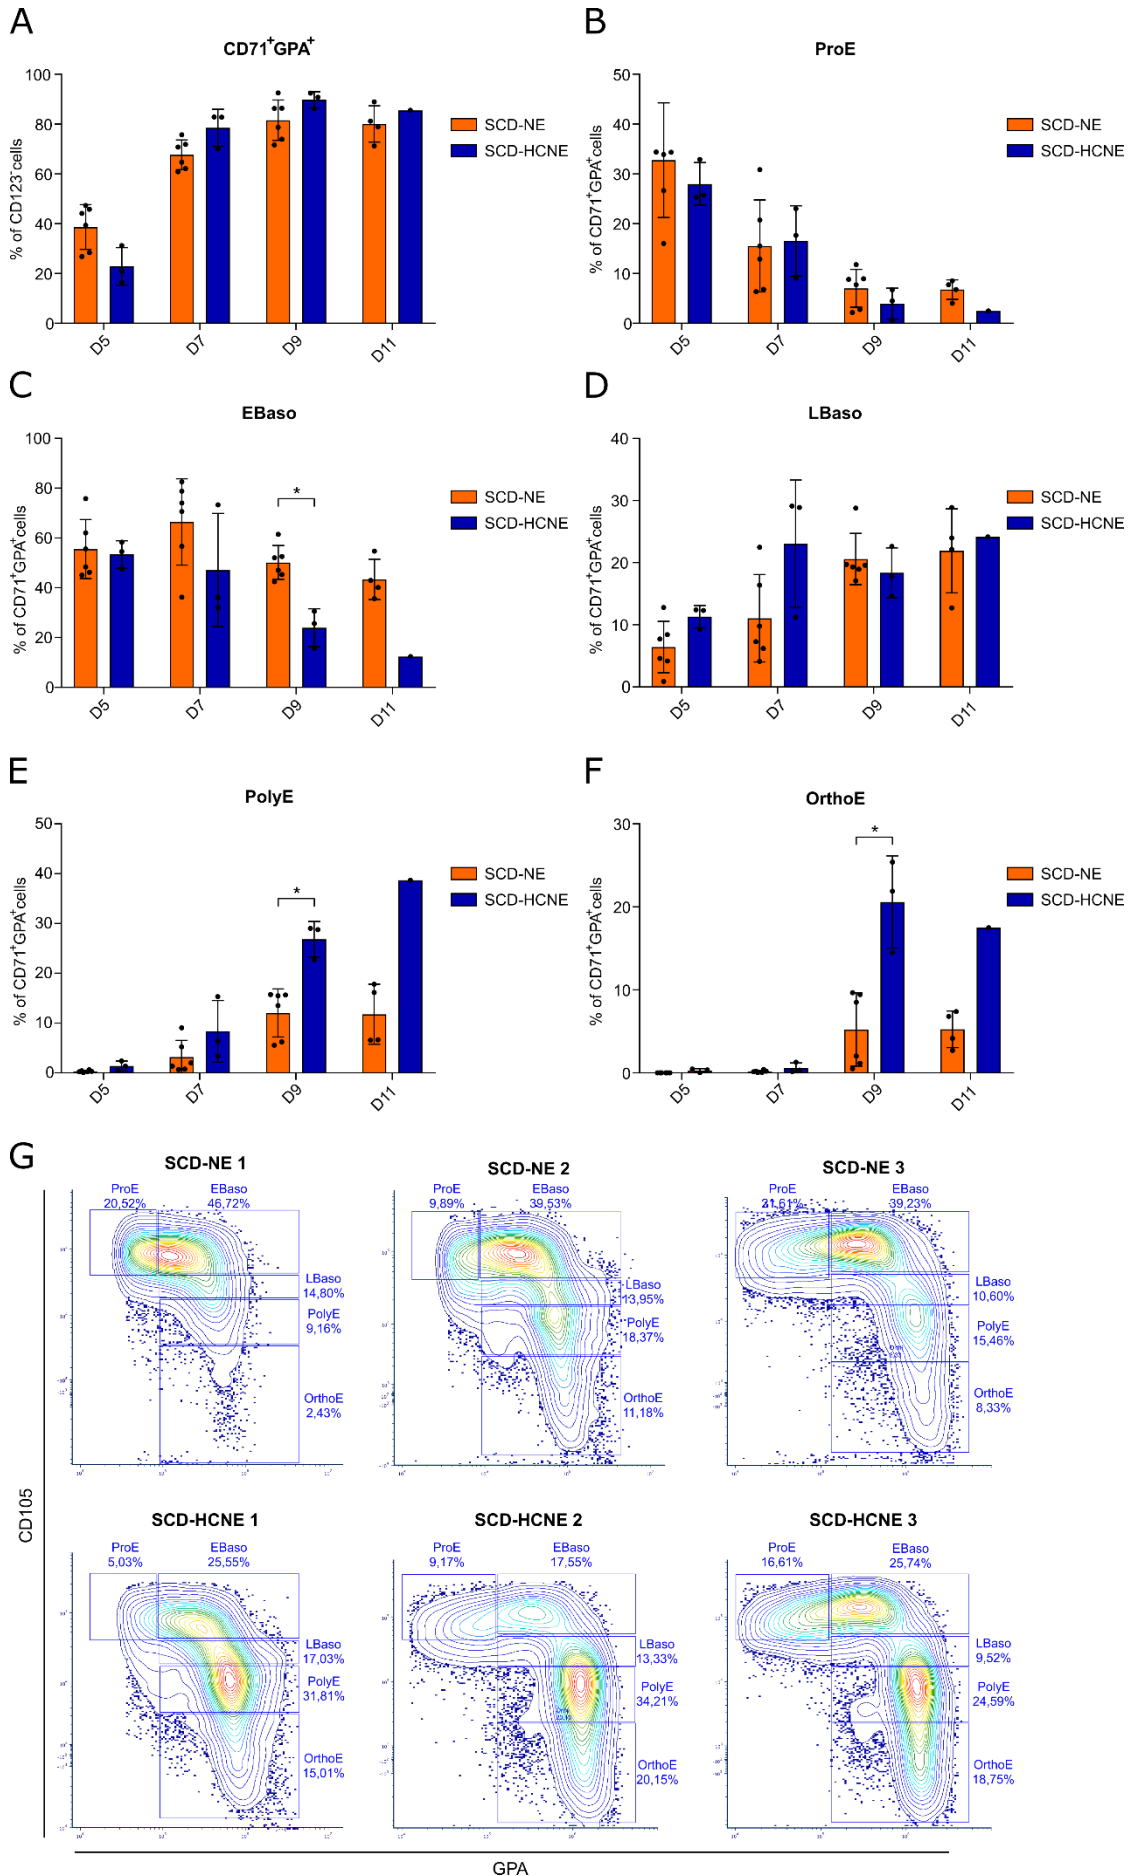 A
CD71+GPA+
% of CD123-cells
100
80
60
40
20
0
D5
D7
D9
D11
SCD-NE
SCD-HCNE
B
ProE
% of CD71+GPA+cells
50
40
30
20
10
0
D5
D7
D9
D11
SCD-NE
SCD-HCNE
C
EBaso
% of CD71+GPA+cells
100
80
60
40
20
0
*
D5
D7
D9
D11
SCD-NE
SCD-HCNE
D
LBaso
% of CD71+GPA+cells
40
30
20
10
0
D5
D7
D9
D11
SCD-NE
SCD-HCNE
E
PolyE
% of CD71+GPA+cells
50
40
30
20
10
0
*
D5
D7
D9
D11
SCD-NE
SCD-HCNE
F
OrthoE
% of CD71+GPA+cells
30
20
10
0
*
D5
D7
D9
D11
SCD-NE
SCD-HCNE
G
CD105
SCD-NE 1
ProE
20,52%
EBaso
46,72%
LBaso
14,80%
PolyE
9,16%
OrthoE
2,43%
SCD-NE 2
ProE
9,89%
EBaso
39,53%
LBaso
13,95%
PolyE
18,37%
OrthoE
11,18%
SCD-NE 3
ProE
EBaso
39,23%
LBaso
10,60%
PolyE
15,46%
OrthoE
8,33%
SCD-HCNE 1
ProE
5,03%
EBaso
25,55%
LBaso
17,03%
PolyE
31,81%
OrthoE
15,01%
SCD-HCNE 2
ProE
9,17%
EBaso
17,55%
LBaso
13,33%
PolyE
34,21%
OrthoE
20,15%
SCD-HCNE 3
ProE
16,61%
EBaso
25,74%
LBaso
9,52%
PolyE
24,59%
OrthoE
18,75%
GPA